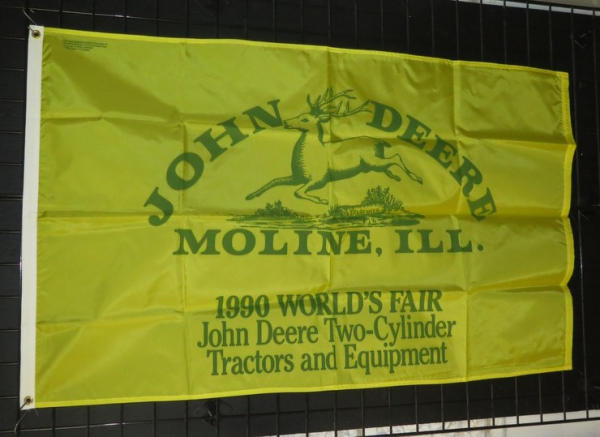 JOHN DEERE
MOLINE, ILL.
1990 WORLD'S FAIR
John Deere Two-Cylinder
Tractors and Equipment